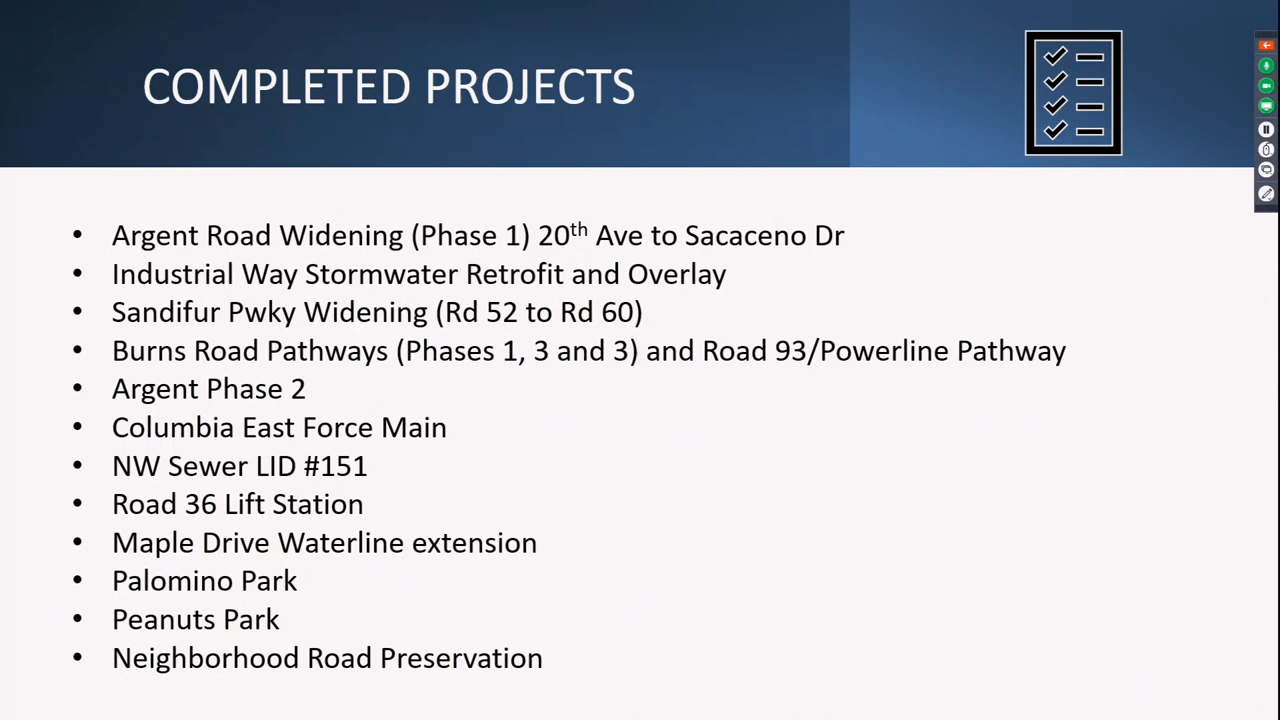 COMPLETED PROJECTS
• Argent Road Widening (Phase 1) 20th Ave to Sacaceno Dr
• Industrial Way Stormwater Retrofit and Overlay
• Sandifur Pwky Widening (Rd 52 to Rd 60)
• Burns Road Pathways (Phases 1, 3 and 3) and Road 93/Powerline Pathway
• Argent Phase 2
• Columbia East Force Main
• NW Sewer LID #151
• Road 36 Lift Station
• Maple Drive Waterline extension
• Palomino Park
• Peanuts Park
• Neighborhood Road Preservation